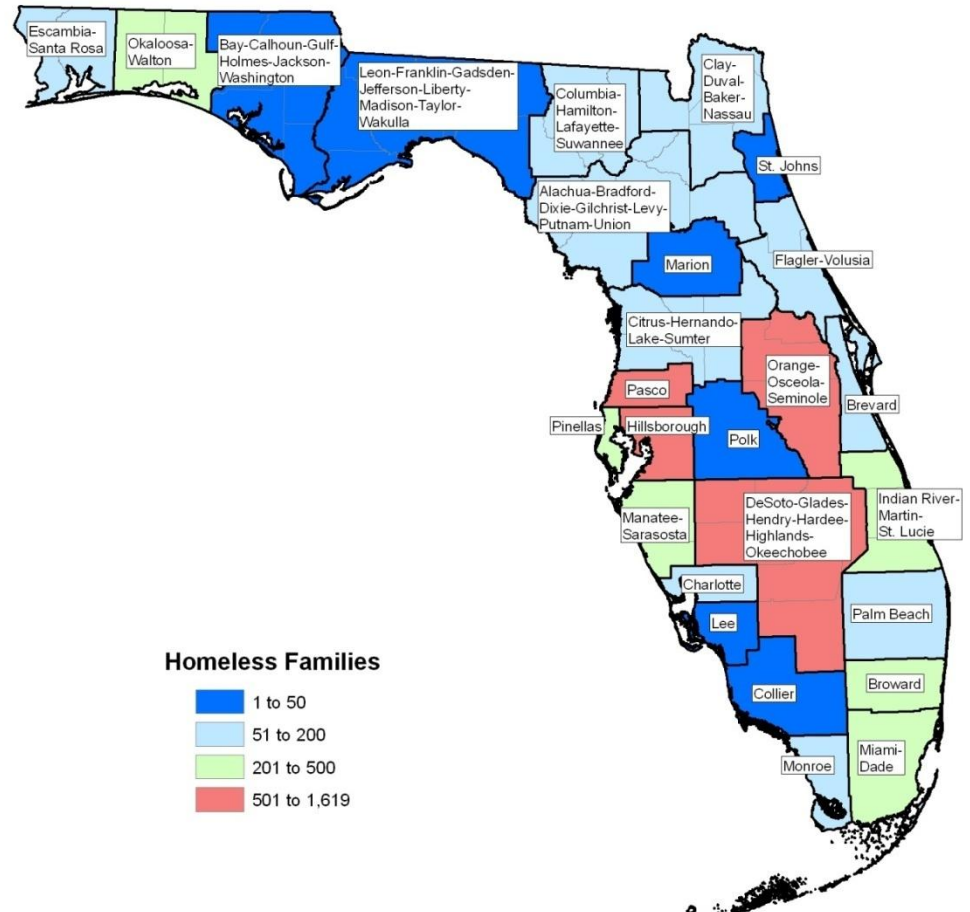 Escambia-
Santa Rosa
Okaloosa-
Walton
Bay-Calhoun-Gulf-
Holmes-Jackson-
Washington
Leon-Franklin-Gadsden-
Jefferson-Liberty-
Madison-Taylor-
Wakulla
Columbia-
Hamilton-
Lafayette-
Suwannee
Clay-
Duval-
Baker-
Nassau
St. Johns
Alachua-Bradford-
Dixie-Gilchrist-Levy-
Putnam-Union
Marion
Flagler-Volusia
Citrus-Hernando-
Lake-Sumter
Orange-
Osceola-
Seminole
Pasco
Brevard
Pinellas
Hillsborough
Polk
Manatee-
Sarasosta
DeSoto-Glades-
Hendry-Hardee-
Highlands-
Okeechobee
Indian River-
Martin-
St. Lucie
Charlotte
Palm Beach
Lee
Collier
Broward
Monroe
Miami-
Dade
Homeless Families
1 to 50
51 to 200
201 to 500
501 to 1,619